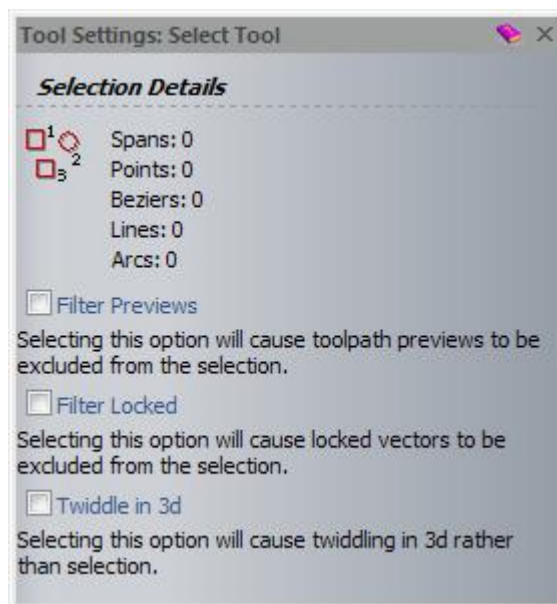 Tool Settings: Select Tool
Selection Details
1
2
3
Spans: 0
Points: 0
Beziers: 0
Lines: 0
Arcs: 0
Filter Previews
Selecting this option will cause toolpath previews to be
excluded from the selection.
Filter Locked
Selecting this option will cause locked vectors to be
excluded from the selection.
Twiddle in 3d
Selecting this option will cause twiddling in 3d rather
than selection.